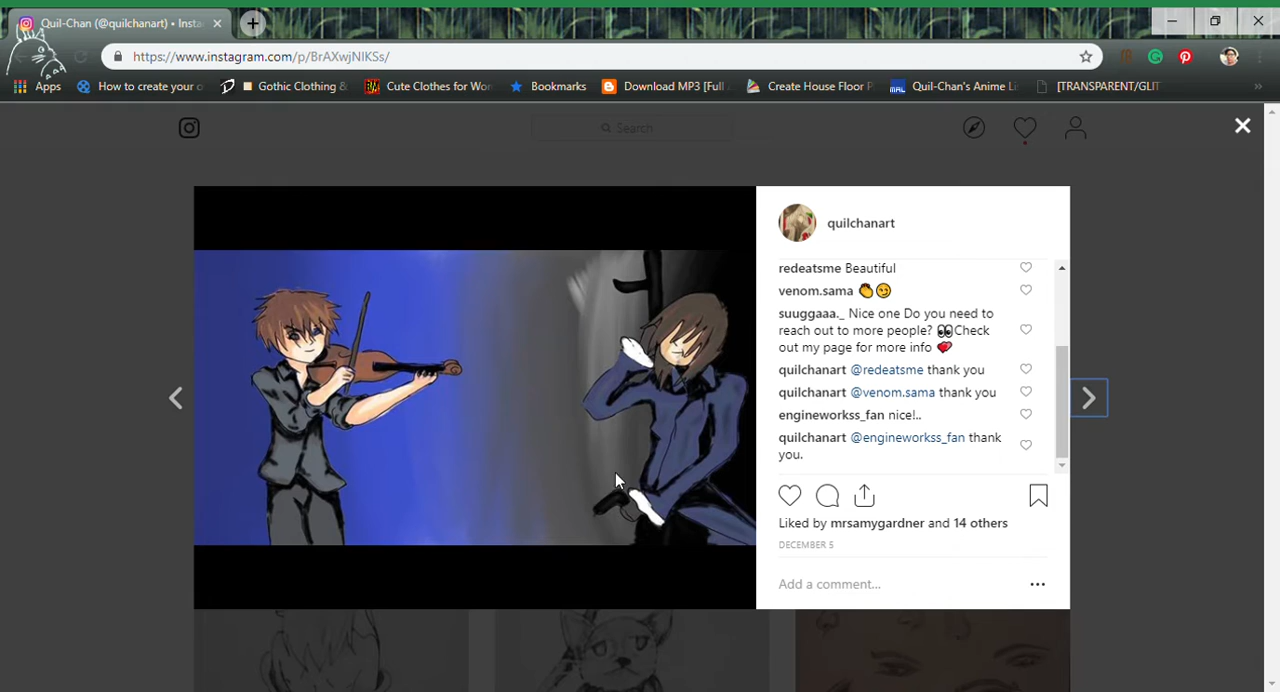 Quil-Chan (@quilchanart) • Insta
https://www.instagram.com/p/BrAXwjNlKSs/
Apps How to create your o Gothic Clothing & Cute Clothes for Wor Bookmarks Download MP3 [Full Create House Floor P Quil-Chan's Anime Li [TRANSPARENT/GLIT »
Search
quilchanart
redeatsme Beautiful
venom.sama 👏😏
suuggaaa._ Nice one Do you need to
reach out to more people? 👀Check
out my page for more info 💕
quilchanart @redeatsme thank you
quilchanart @venom.sama thank you
engineworkss_fan nice!..
quilchanart @engineworkss_fan thank
you.
Liked by mrsamygardner and 14 others
DECEMBER 5
Add a comment...